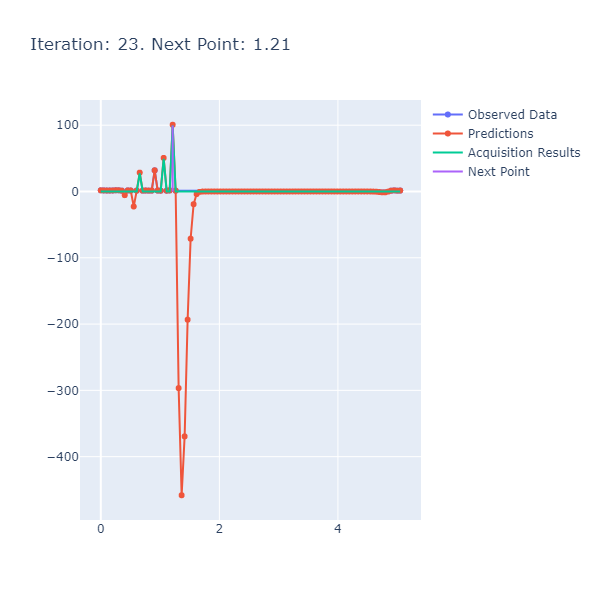 Iteration: 23. Next Point: 1.21
Observed Data
Predictions
Acquisition Results
Next Point
100
0
−100
−200
−300
−400
0
2
4